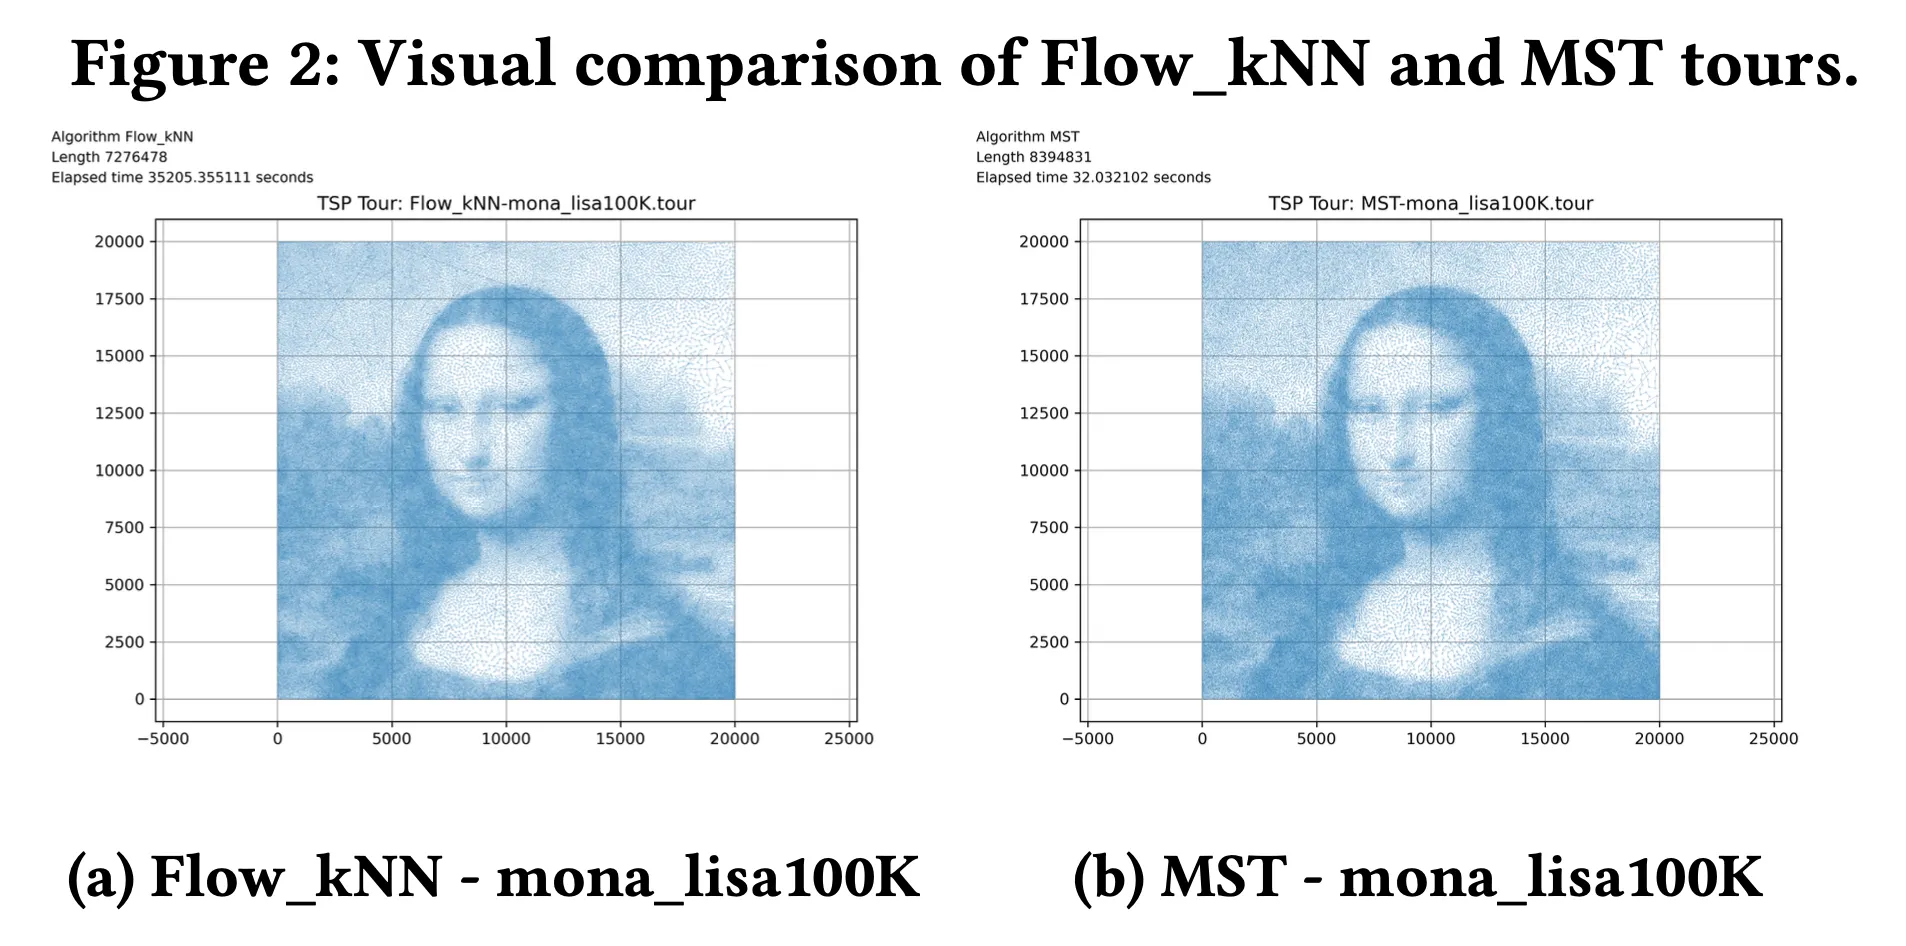 Figure 2: Visual comparison of Flow_kNN and MST tours.
Algorithm Flow_kNN
Length 7276478
Elapsed time 35205.355111 seconds
TSP Tour: Flow_kNN-mona_lisa100K.tour
20000
17500
15000
12500
10000
7500
5000
2500
0
−5000 0 5000 10000 15000 20000 25000
(a) Flow_kNN - mona_lisa100K
Algorithm MST
Length 8394831
Elapsed time 32.032102 seconds
TSP Tour: MST-mona_lisa100K.tour
20000
17500
15000
12500
10000
7500
5000
2500
0
−5000 0 5000 10000 15000 20000 25000
(b) MST - mona_lisa100K